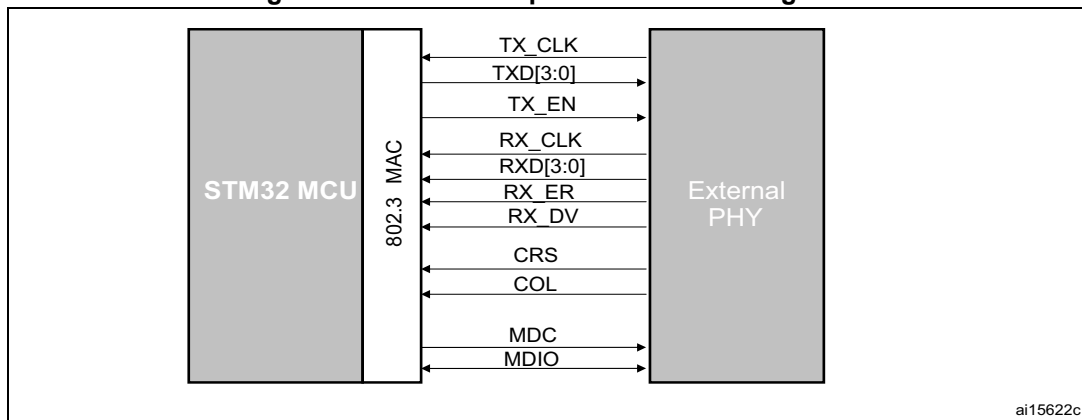 TX_CLK
TXD[3:0]
TX_EN
RX_CLK
RXD[3:0]
RX_ER
RX_DV
CRS
COL
MDC
MDIO
STM32 MCU
802.3 MAC
External
PHY
ai15622c